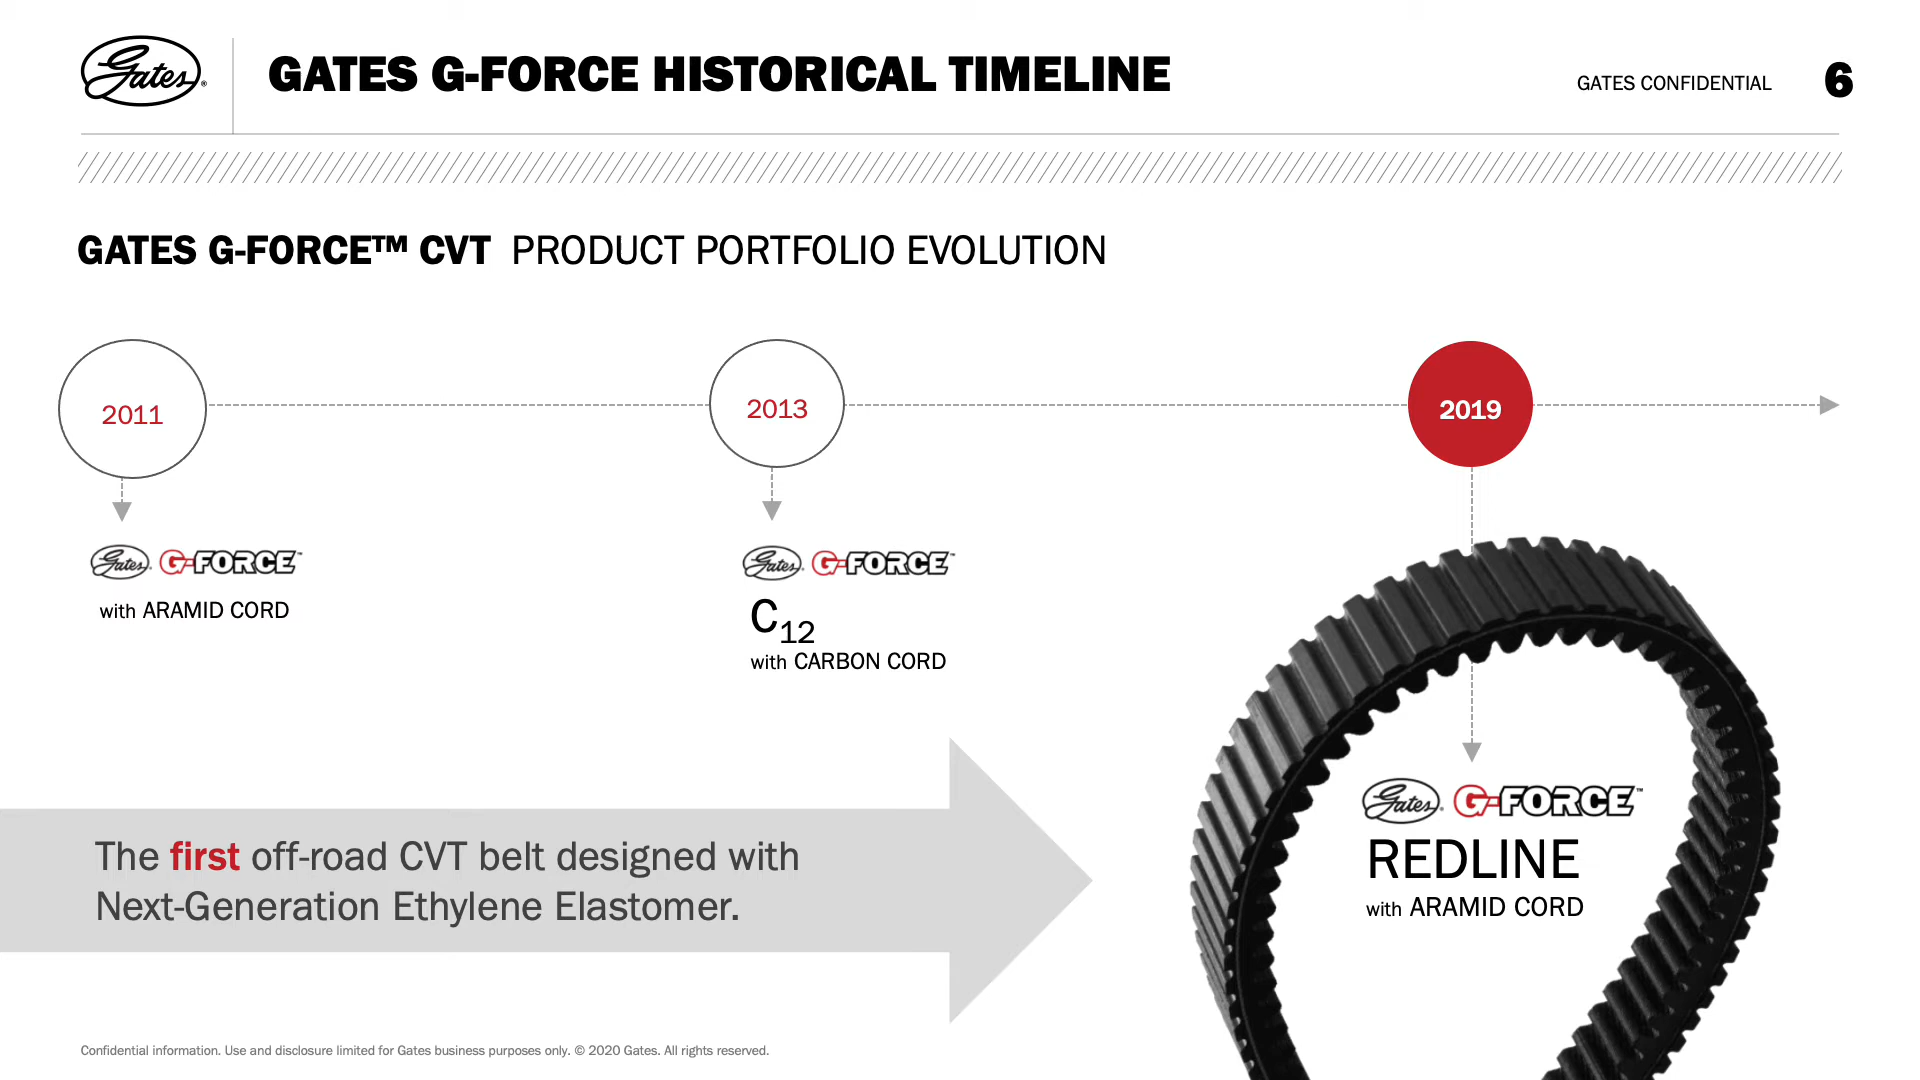 Gates®
GATES G-FORCE HISTORICAL TIMELINE
GATES CONFIDENTIAL
6
GATES G-FORCE™ CVT PRODUCT PORTFOLIO EVOLUTION
2011
2013
2019
Gates® G-FORCE™
with ARAMID CORD
Gates® G-FORCE™
C12
with CARBON CORD
Gates® G-FORCE™
REDLINE
with ARAMID CORD
The first off-road CVT belt designed with
Next-Generation Ethylene Elastomer.
Confidential information. Use and disclosure limited for Gates business purposes only. © 2020 Gates. All rights reserved.